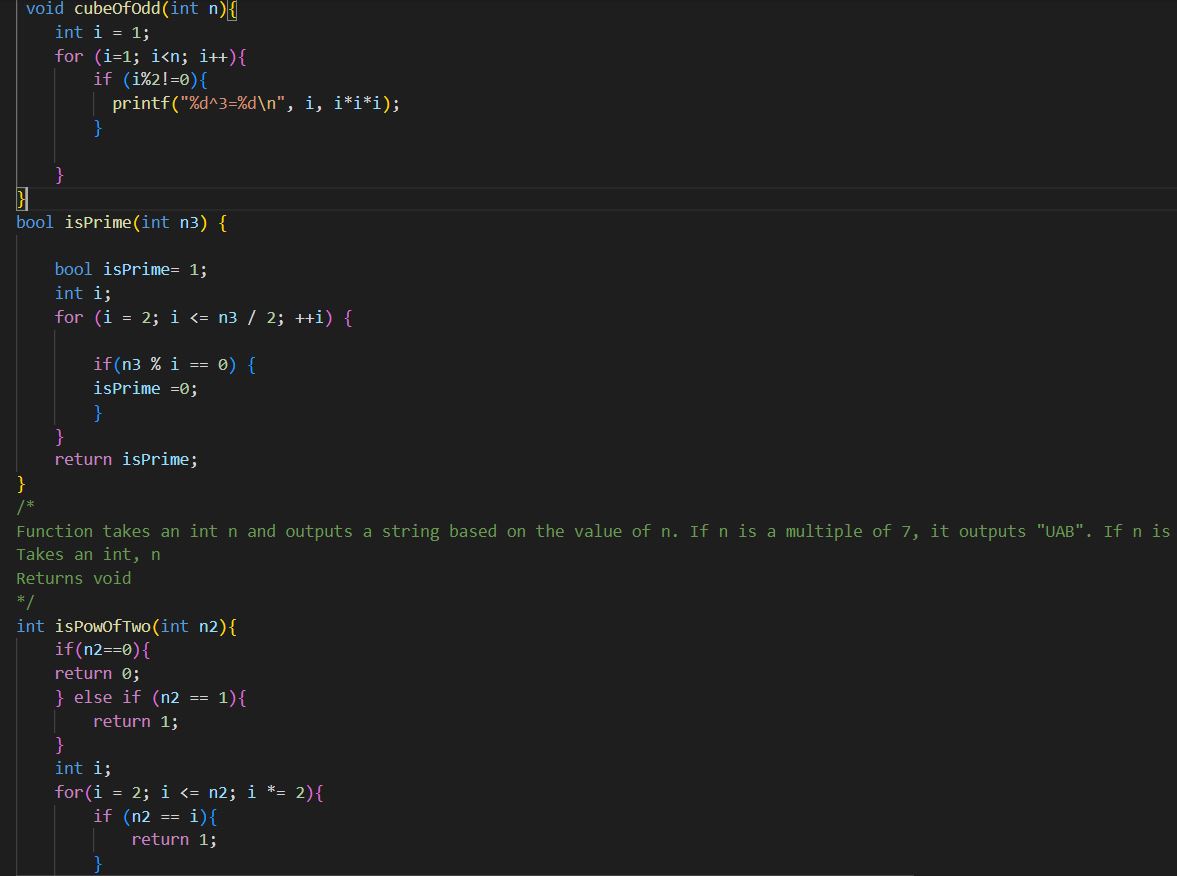 void cubeOfOdd(int n){
int i = 1;
for (i=1; i<n; i++){
if (i%2!=0){
printf("%d^3=%d\n", i, i*i*i);
}
}
}
bool isPrime(int n3) {
bool isPrime= 1;
int i;
for (i = 2; i <= n3 / 2; ++i) {
if(n3 % i == 0) {
isPrime =0;
}
}
return isPrime;
}
/*
Function takes an int n and outputs a string based on the value of n. If n is a multiple of 7, it outputs "UAB". If n is
Takes an int, n
Returns void
*/
int isPowOfTwo(int n2){
if(n2==0){
return 0;
} else if (n2 == 1){
return 1;
}
int i;
for(i = 2; i <= n2; i *= 2){
if (n2 == i){
return 1;
}